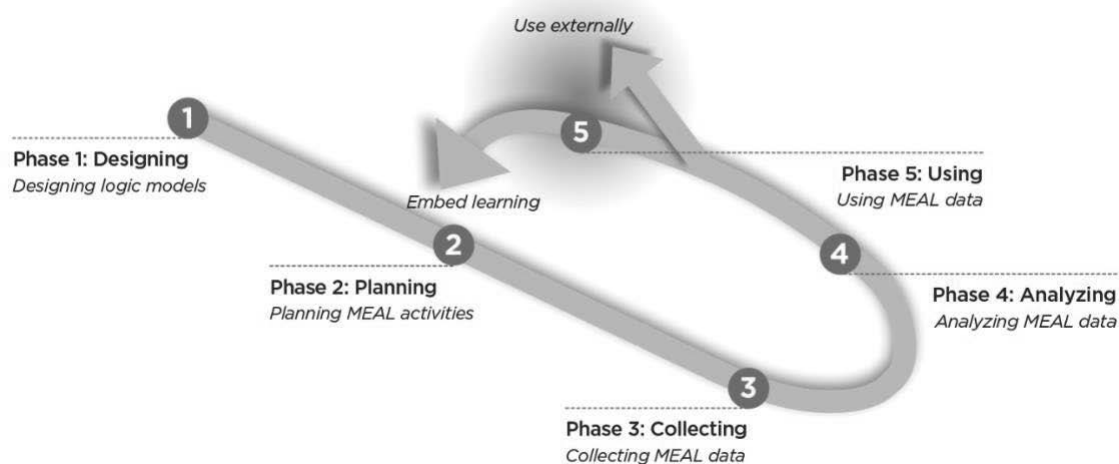 Use externally
1
5
Phase 1: Designing
Designing logic models
Phase 5: Using
Using MEAL data
Embed learning
2
4
Phase 2: Planning
Planning MEAL activities
Phase 4: Analyzing
Analyzing MEAL data
3
Phase 3: Collecting
Collecting MEAL data